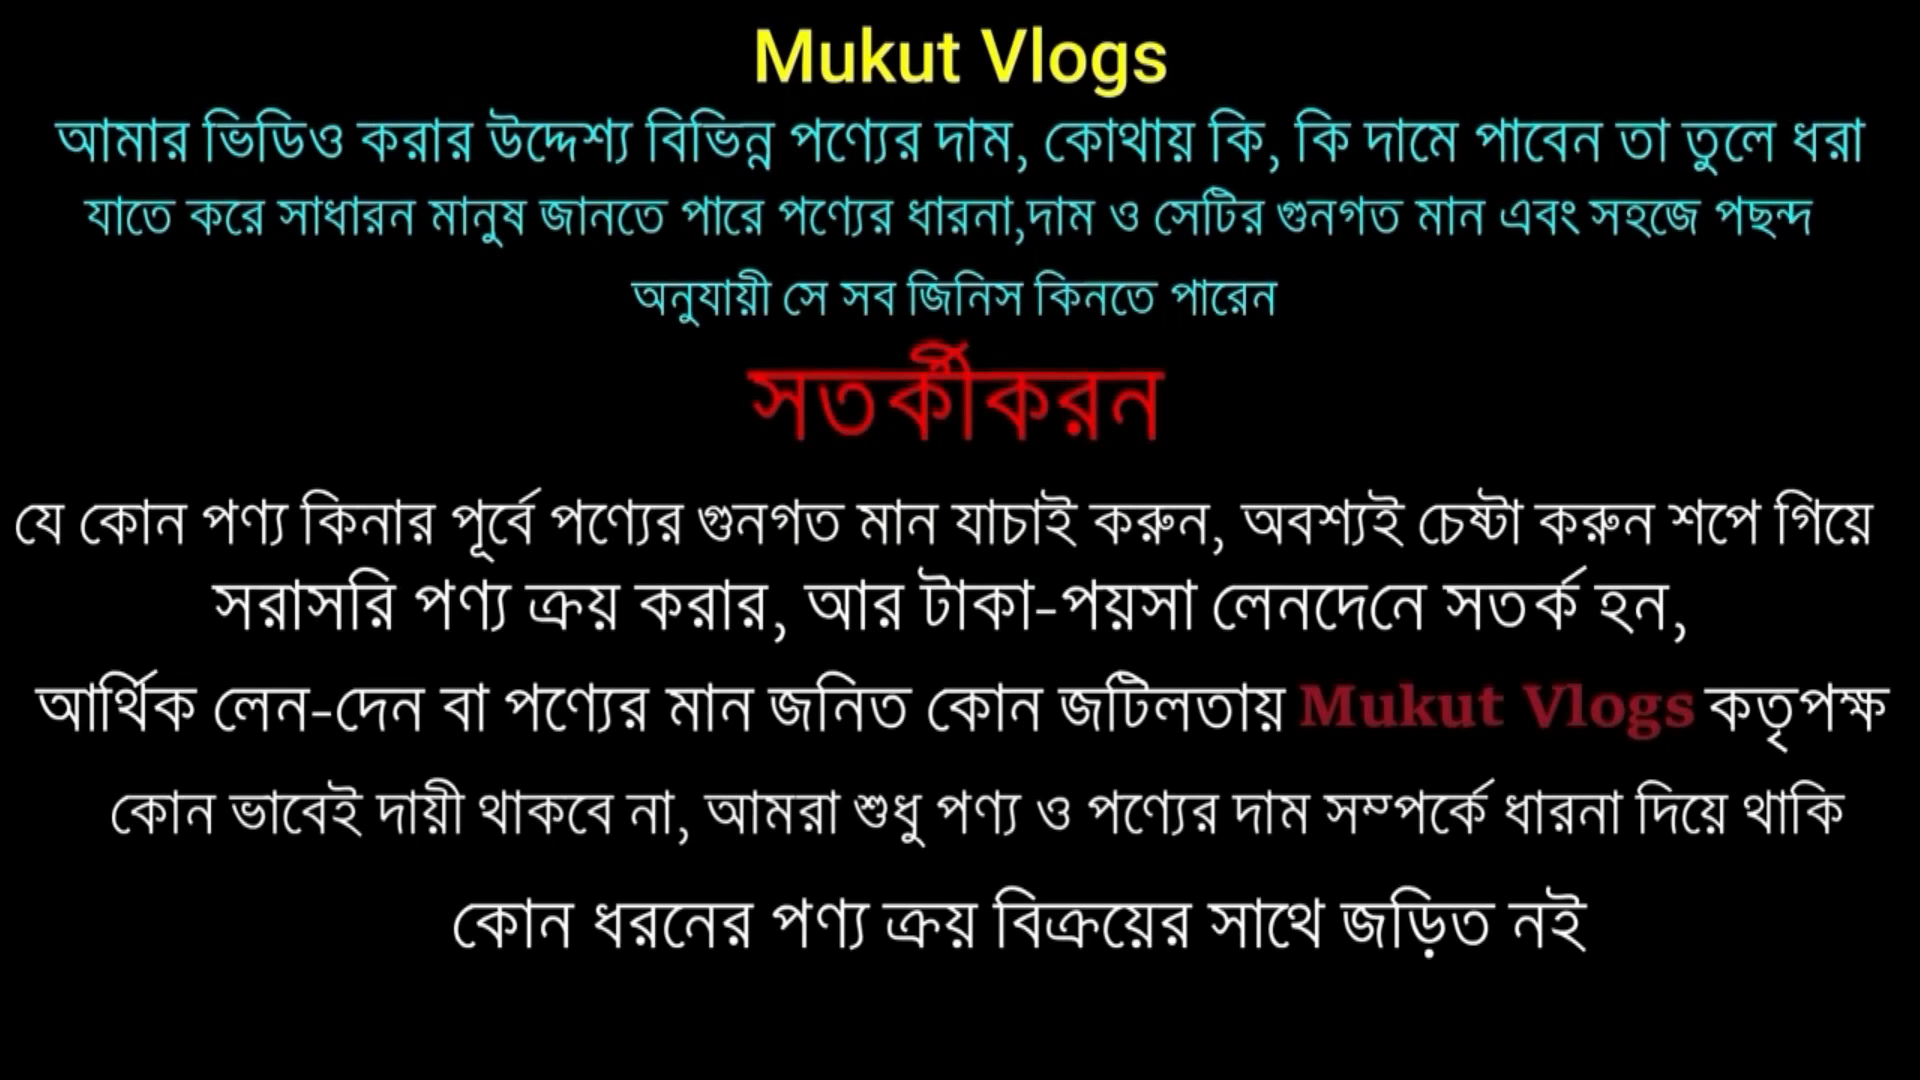 Mukut Vlogs
আমার ভিডিও করার উদ্দেশ্য বিভিন্ন পণ্যের দাম, কোথায় কি, কি দামে পাবেন তা তুলে ধরা
যাতে করে সাধারন মানুষ জানতে পারে পণ্যের ধারনা,দাম ও সেটির গুনগত মান এবং সহজে পছন্দ
অনুযায়ী সে সব জিনিস কিনতে পারেন
সতর্কীকরন
যে কোন পণ্য কিনার পূর্বে পণ্যের গুনগত মান যাচাই করুন, অবশ্যই চেষ্টা করুন শপে গিয়ে
সরাসরি পণ্য ক্রয় করার, আর টাকা-পয়সা লেনদেনে সতর্ক হন,
আর্থিক লেন-দেন বা পণ্যের মান জনিত কোন জটিলতায় Mukut Vlogs কতৃপক্ষ
কোন ভাবেই দায়ী থাকবে না, আমরা শুধু পণ্য ও পণ্যের দাম সম্পর্কে ধারনা দিয়ে থাকি
কোন ধরনের পণ্য ক্রয় বিক্রয়ের সাথে জড়িত নই